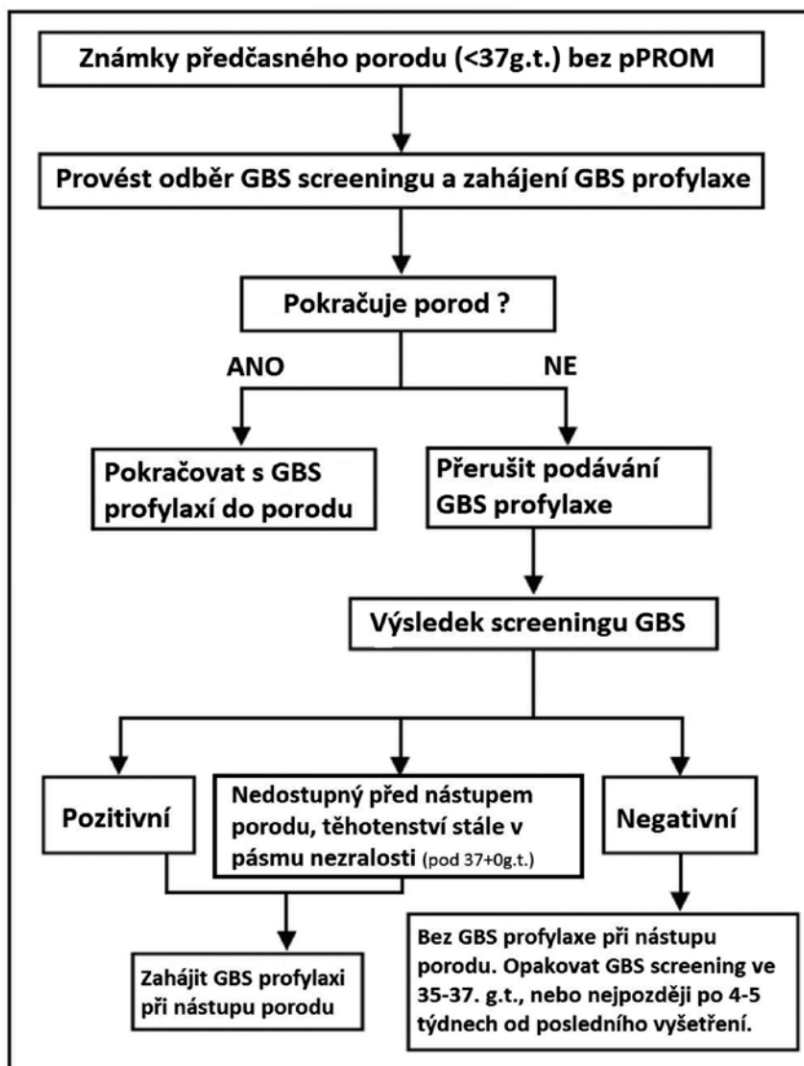 Známky předčasného porodu (<37g.t.) bez pPROM
Provést odběr GBS screeningu a zahájení GBS profylaxe
Pokračuje porod ?
ANO
NE
Pokračovat s GBS
profylaxí do porodu
Přerušit podávání
GBS profylaxe
Výsledek screeningu GBS
Pozitivní
Nedostupný před nástupem
porodu, těhotenství stále v
pásmu nezralosti (pod 37+0g.t.)
Negativní
Zahájit GBS profylaxi
při nástupu porodu
Bez GBS profylaxe při nástupu
porodu. Opakovat GBS screening ve
35-37. g.t., nebo nejpozději po 4-5
týdnech od posledního vyšetření.